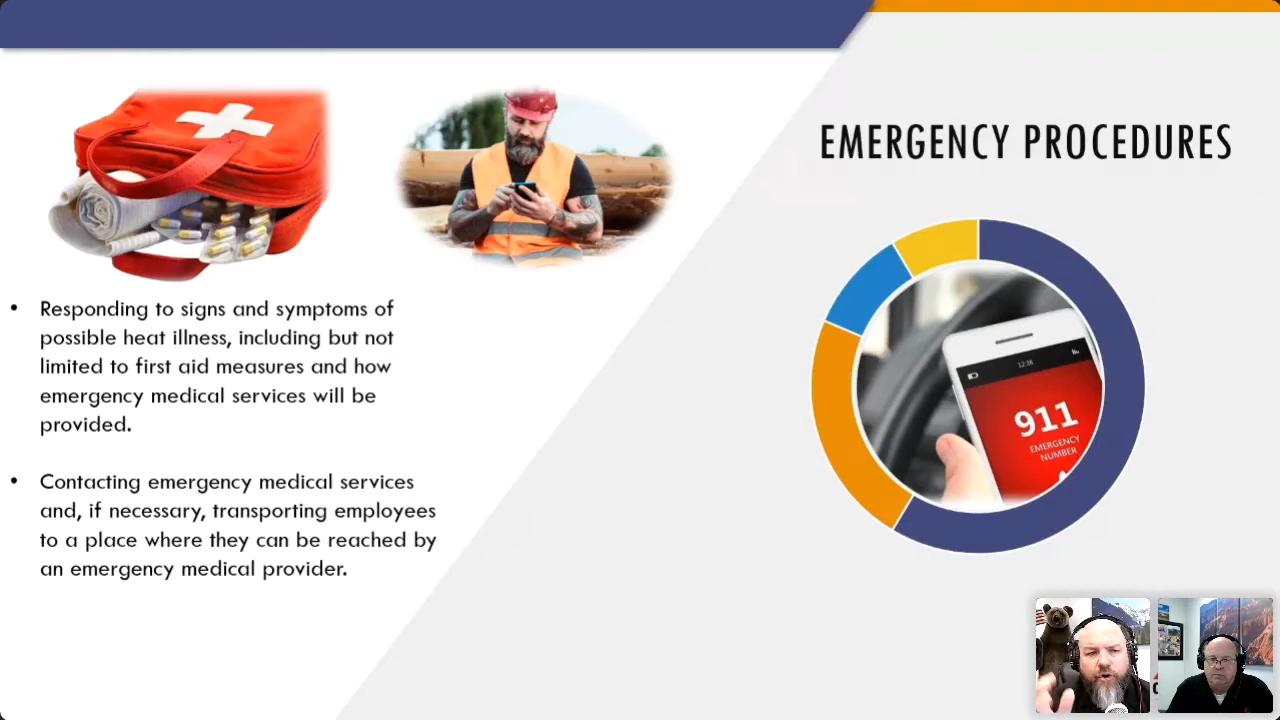 EMERGENCY PROCEDURES
• Responding to signs and symptoms of
possible heat illness, including but not
limited to first aid measures and how
emergency medical services will be
provided.
• Contacting emergency medical services
and, if necessary, transporting employees
to a place where they can be reached by
an emergency medical provider.
12:38
911
EMERGENCY
NUMBER